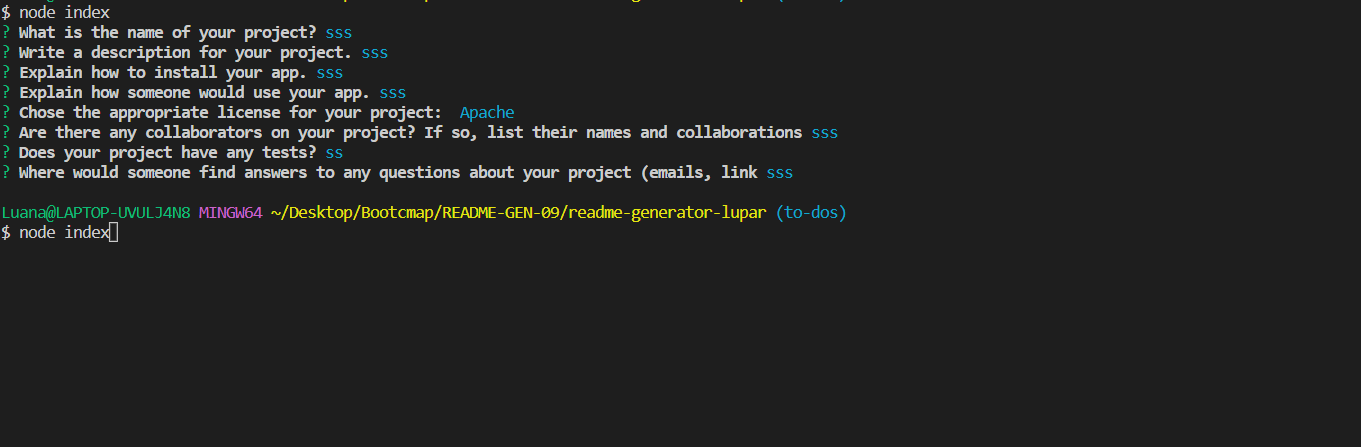 $ node index
? What is the name of your project? sss
? Write a description for your project. sss
? Explain how to install your app. sss
? Explain how someone would use your app. sss
? Chose the appropriate license for your project:  Apache
? Are there any collaborators on your project? If so, list their names and collaborations sss
? Does your project have any tests? ss
? Where would someone find answers to any questions about your project (emails, link sss
Luana@LAPTOP-UVULJ4N8 MINGW64 ~/Desktop/Bootcmap/README-GEN-09/readme-generator-lupar (to-dos)
$ node index